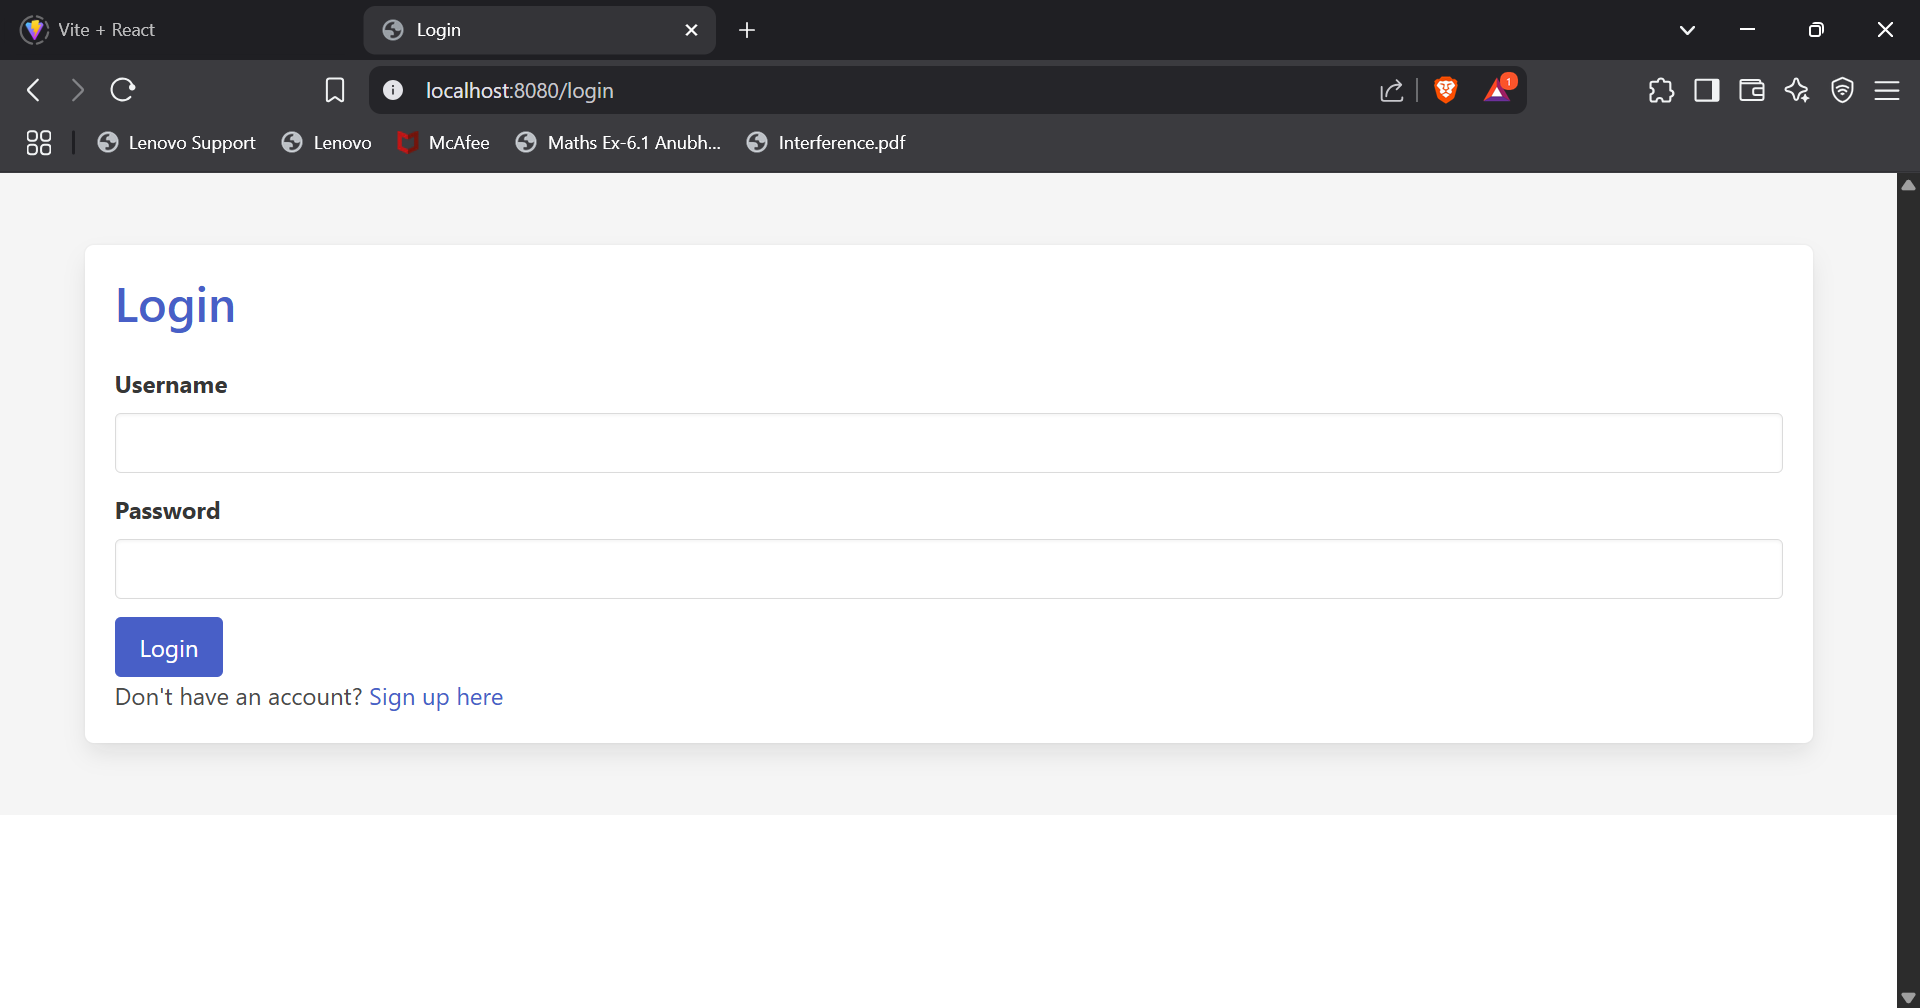 Vite + React
Login
localhost:8080/login
1
Lenovo Support
Lenovo
McAfee
Maths Ex-6.1 Anubh...
Interference.pdf
Login
Username
Password
Login
Don't have an account? Sign up here